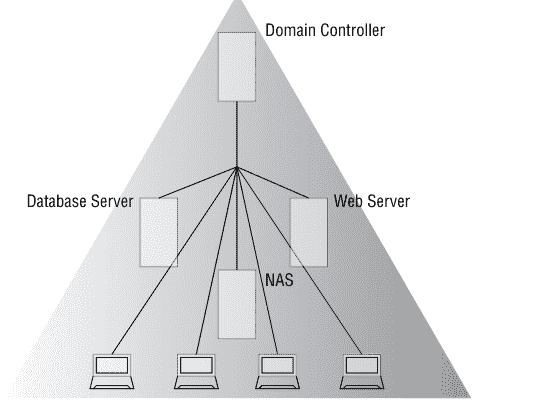 Domain Controller
Database Server
Web Server
NAS